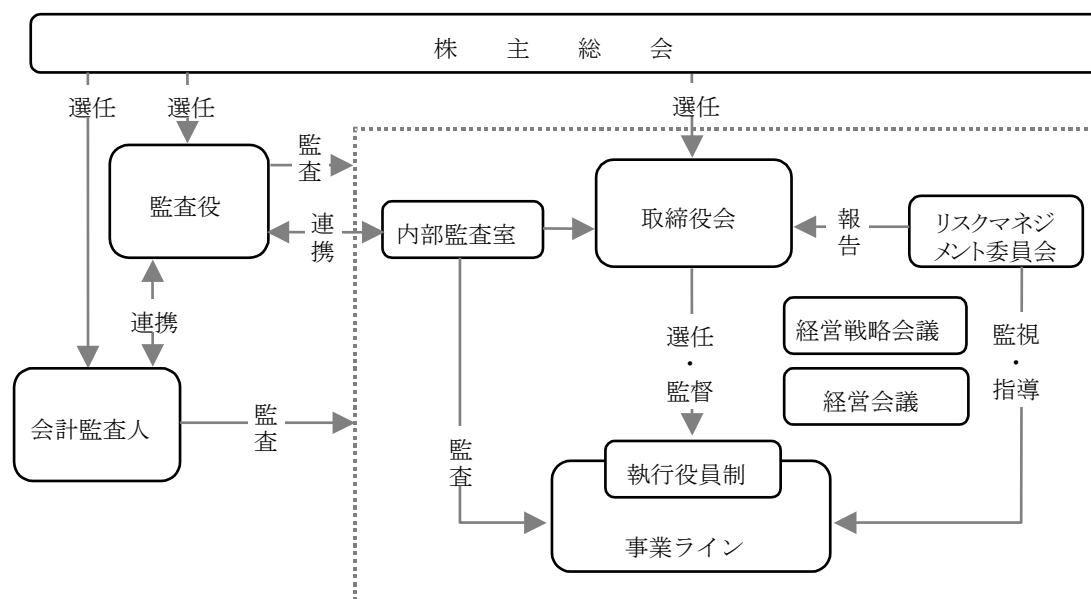 株主総会
選任
選任
選任
監査
監査役
連携
内部監査室
取締役会
報告
リスクマネジ
メント委員会
連携
選任
・
監督
経営戦略会議
経営会議
監視
・
指導
会計監査人
監査
監査
執行役員制
事業ライン